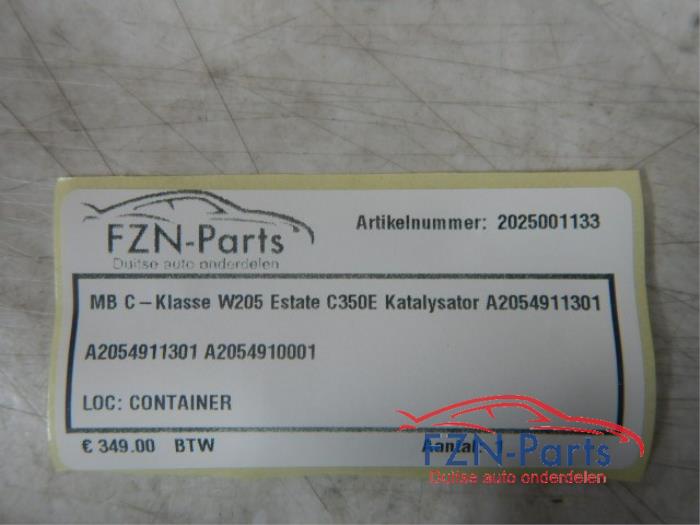 FZN-Parts
Duitse auto onderdelen
Artikelnummer: 2025001133
MB C-Klasse W205 Estate C350E Katalysator A2054911301
A2054911301 A2054910001
LOC: CONTAINER
€ 349.00 BTW
Aantal:
FZN-Parts
Duitse auto onderdelen